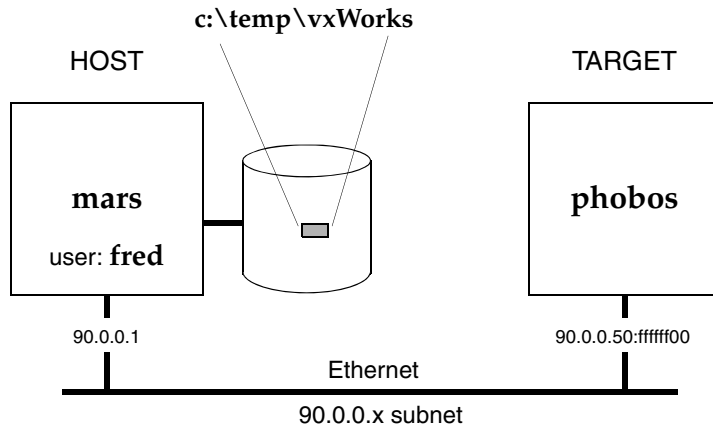 c:\temp\vxWorks
HOST
TARGET
mars
user: fred
phobos
90.0.0.1
90.0.0.50:ffffff00
Ethernet
90.0.0.x subnet